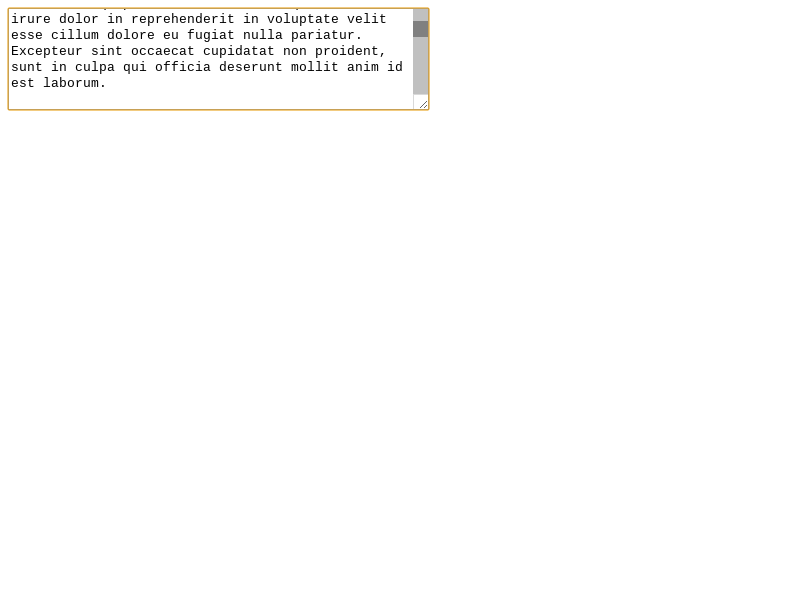 irure dolor in reprehenderit in voluptate velit
esse cillum dolore eu fugiat nulla pariatur.
Excepteur sint occaecat cupidatat non proident,
sunt in culpa qui officia deserunt mollit anim id
est laborum.